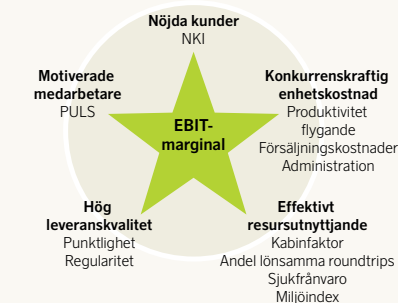 Nöjda kunder
NKI
Motiverade
medarbetare
PULS
Konkurrenskraftig
enhetskostnad
Produktivitet
flygande
Försäljningskostnader
Administration
EBIT-
marginal
Hög
leveranskvalitet
Punktlighet
Regularitet
Effektivt
resursutnyttjande
Kabinfaktor
Andel lönsamma roundtrips
Sjukfrånvaro
Miljöindex